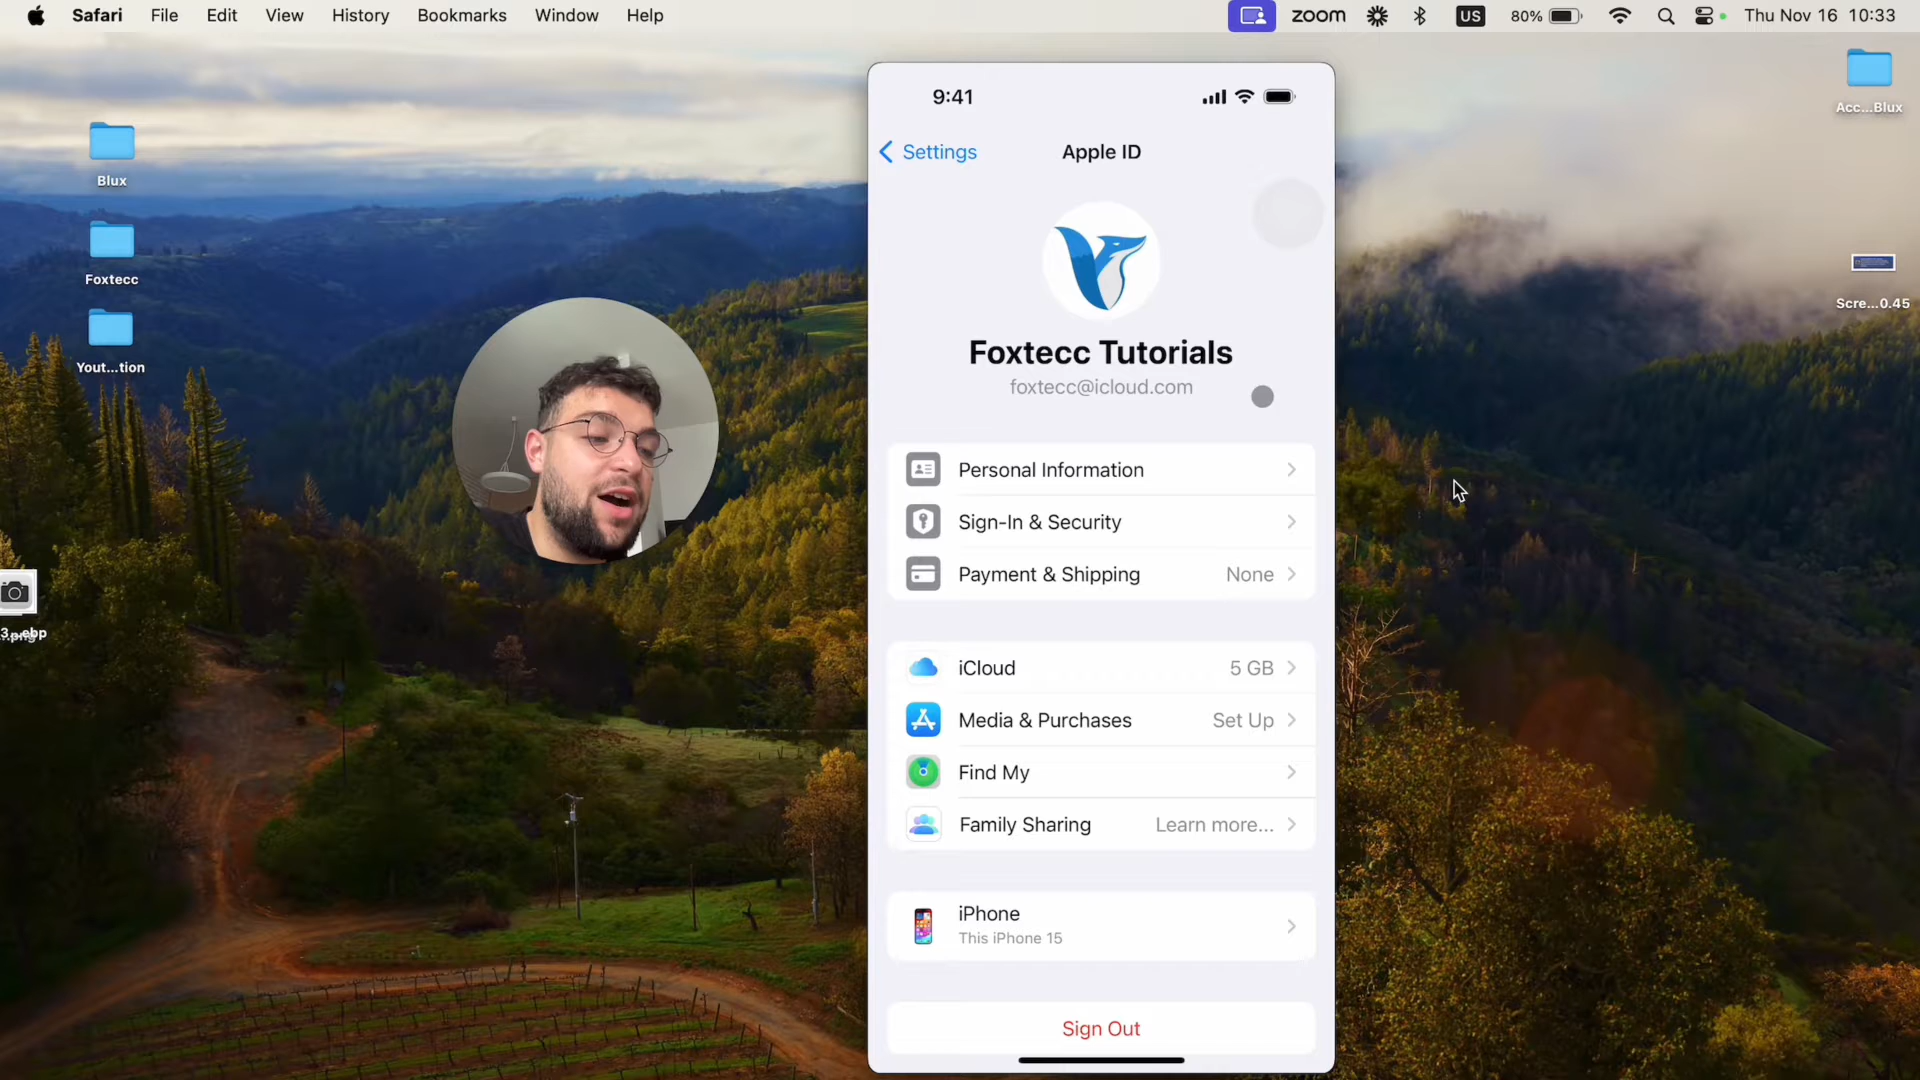 Safari File Edit View History Bookmarks Window Help
zoom US 80% Thu Nov 16 10:33
Acc...Blux
Blux
Foxtecc
Yout...tion
Scre...0.45
9:41
Settings
Apple ID
Foxtecc Tutorials
foxtecc@icloud.com
Personal Information
Sign-In & Security
Payment & Shipping None
iCloud 5 GB
Media & Purchases Set Up
Find My
Family Sharing Learn more...
iPhone
This iPhone 15
Sign Out